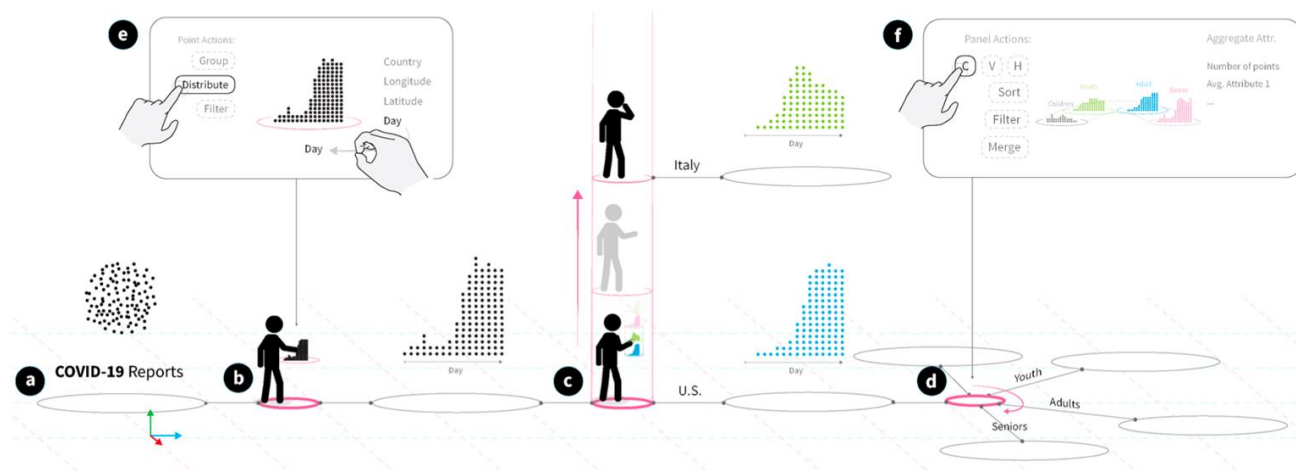 e
Point Actions:
Group
Distribute
Filter
Country
Longitude
Latitude
Day
Day
f
Panel Actions:
C V H
Sort
Filter
Merge
Aggregate Attr.
Number of points
Avg. Attribute 1
...
Children
Youth
Adult
Senior
Day
Italy
a
COVID-19 Reports
b
Day
c
U.S.
Day
d
Youth
Adults
Seniors